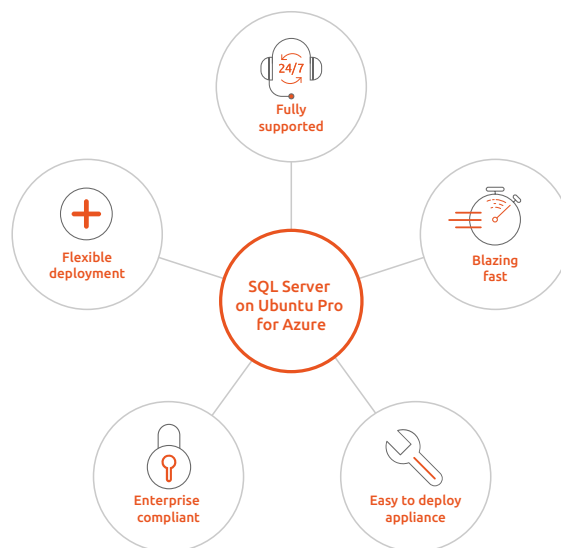 24/7
Fully
supported
Flexible
deployment
Blazing
fast
SQL Server
on Ubuntu Pro
for Azure
Enterprise
compliant
Easy to deploy
appliance